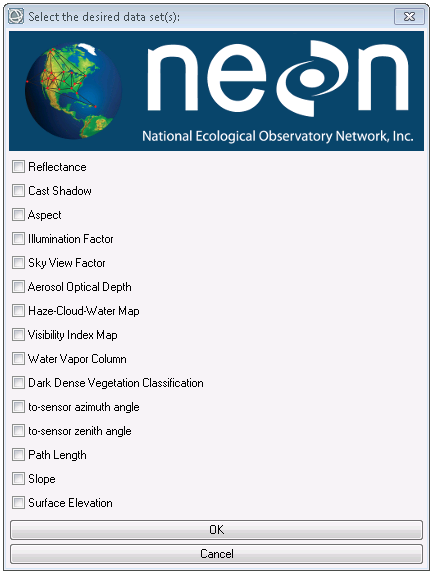 Select the desired data set(s):
neon
National Ecological Observatory Network, Inc.
Reflectance
Cast Shadow
Aspect
Illumination Factor
Sky View Factor
Aerosol Optical Depth
Haze-Cloud-Water Map
Visibility Index Map
Water Vapor Column
Dark Dense Vegetation Classification
to-sensor azimuth angle
to-sensor zenith angle
Path Length
Slope
Surface Elevation
OK
Cancel